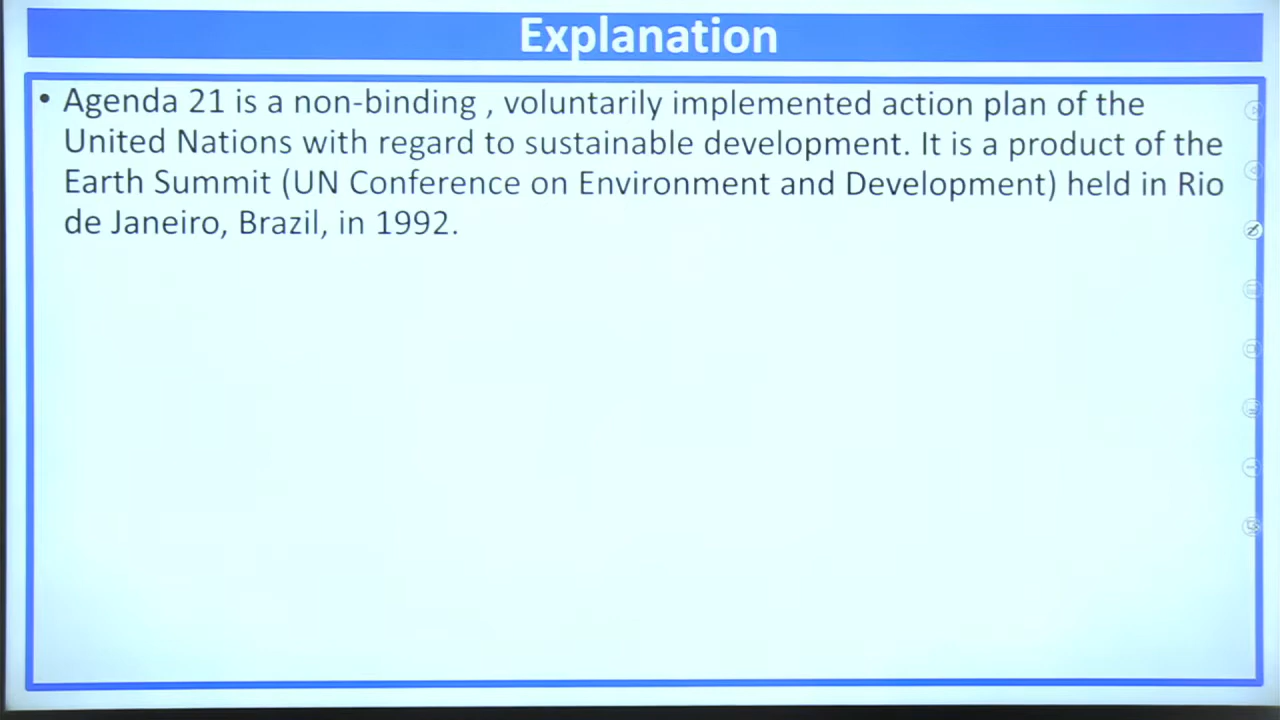 Explanation
• Agenda 21 is a non-binding , voluntarily implemented action plan of the
United Nations with regard to sustainable development. It is a product of the
Earth Summit (UN Conference on Environment and Development) held in Rio
de Janeiro, Brazil, in 1992.